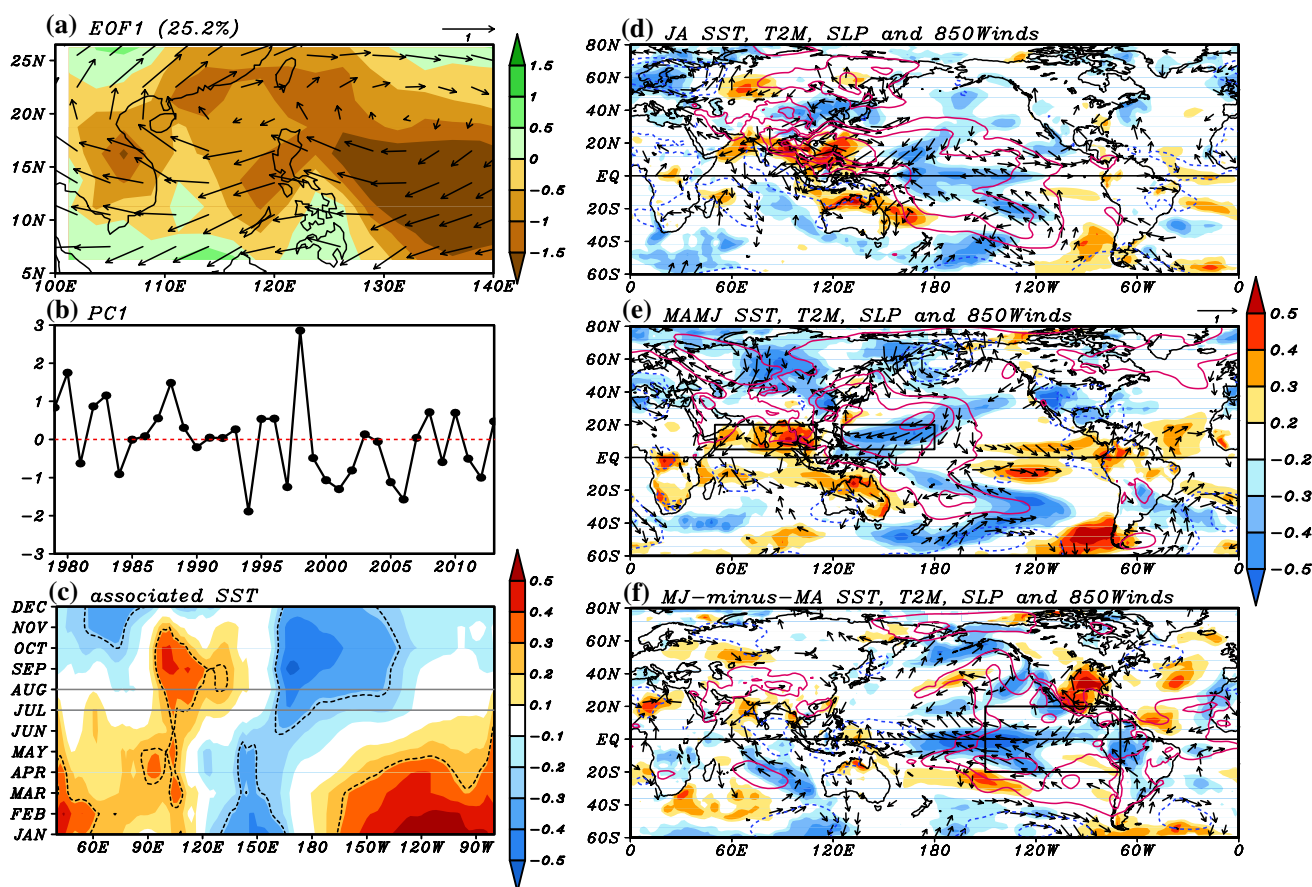 (a) EOF1 (25.2%)
1
25N
20N
15N
10N
5N
100E 110E 120E 130E 140E
1.5
1
0.5
0
-0.5
-1
-1.5
(b) PC1
3
2
1
0
-1
-2
-3
1980 1985 1990 1995 2000 2005 2010
(c) associated SST
DEC
NOV
OCT
SEP
AUG
JUL
JUN
MAY
APR
MAR
FEB
JAN
60E 90E 120E 150E 180 150W 120W 90W
0.5
0.4
0.3
0.2
0.1
-0.1
-0.2
-0.3
-0.4
-0.5
(d) JA SST, T2M, SLP and 850Winds
80N
60N
40N
20N
EQ
20S
40S
60S
0 60E 120E 180 120W 60W 0
(e) MAMJ SST, T2M, SLP and 850Winds
1
80N
60N
40N
20N
EQ
20S
40S
60S
0 60E 120E 180 120W 60W 0
0.5
0.4
0.3
0.2
-0.2
-0.3
-0.4
-0.5
(f) MJ-minus-MA SST, T2M, SLP and 850Winds
80N
60N
40N
20N
EQ
20S
40S
60S
0 60E 120E 180 120W 60W 0